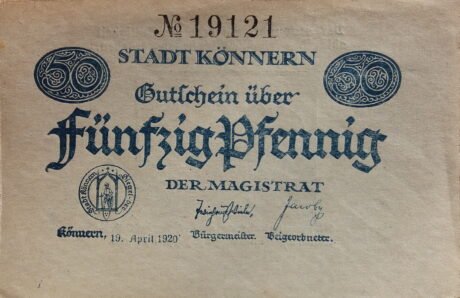 № 19121
STADT KÖNNERN
50 50
Gutschein über
Fünfzig Pfennig
DER MAGISTRAT
Könnern, 19. April 1920 Bürgermeister. Beigeordneter.